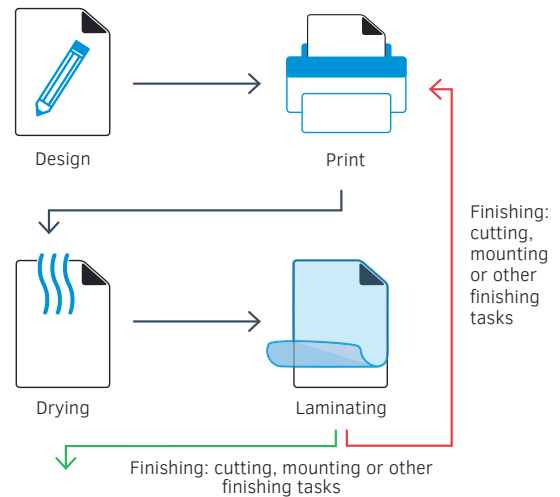 Design
Print
Finishing:
cutting,
mounting
or other
finishing
tasks
Drying
Laminating
Finishing: cutting, mounting or other
finishing tasks